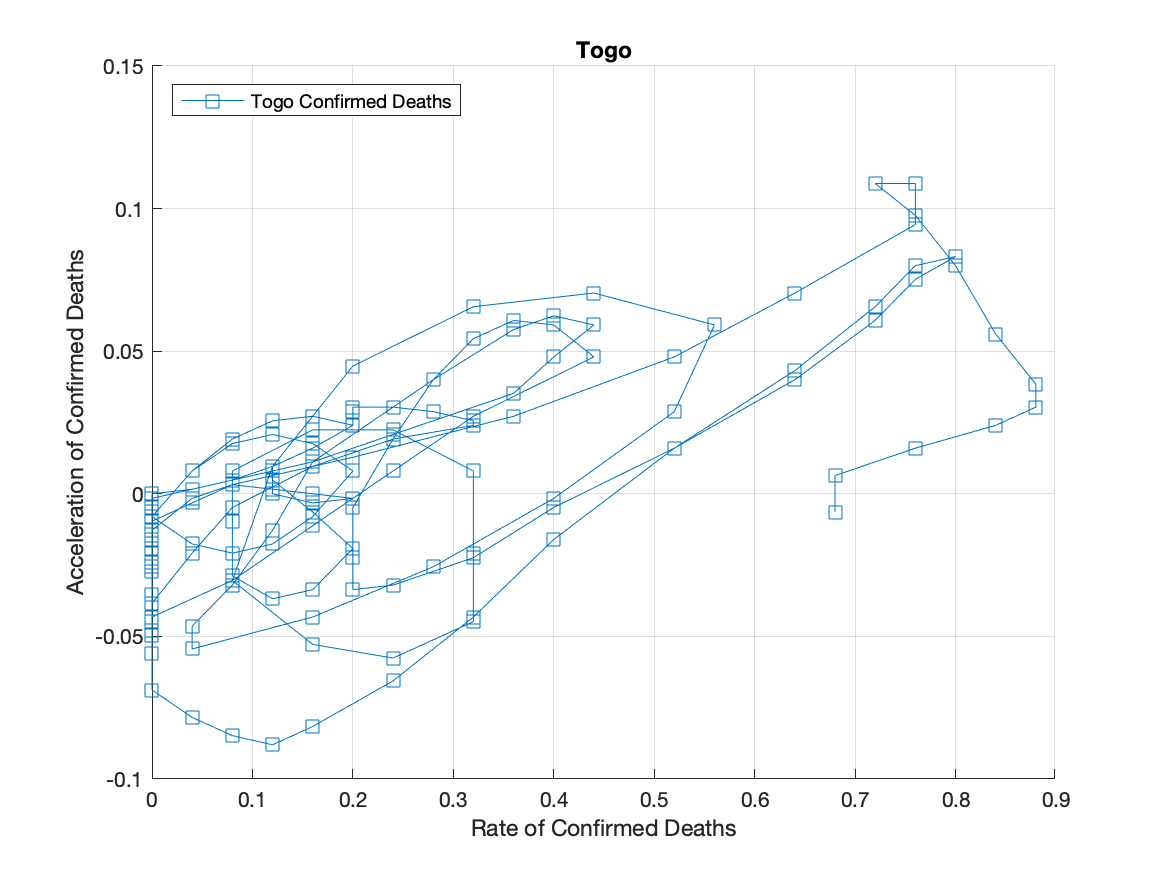 Togo
Togo Confirmed Deaths
Acceleration of Confirmed Deaths
0.15
0.1
0.05
0
-0.05
-0.1
0 0.1 0.2 0.3 0.4 0.5 0.6 0.7 0.8 0.9
Rate of Confirmed Deaths